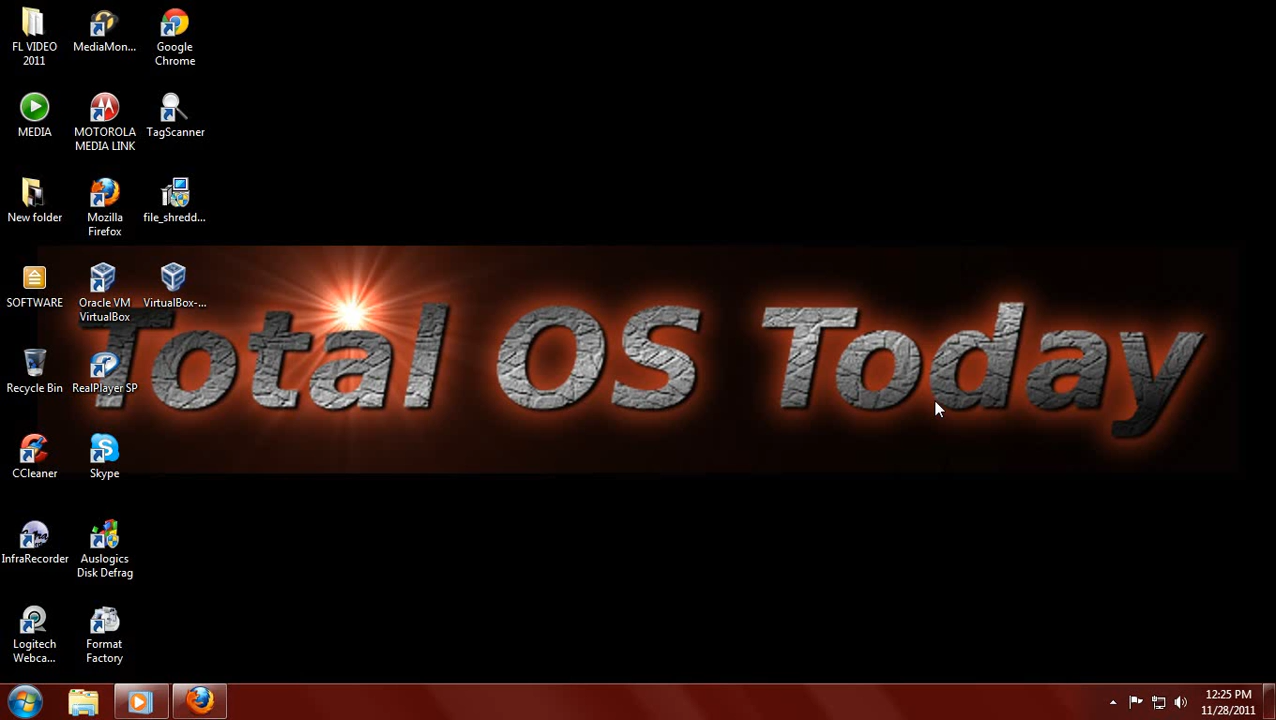 FL VIDEO
2011
MediaMon...
Google
Chrome
MEDIA
MOTOROLA
MEDIA LINK
TagScanner
New folder
Mozilla
Firefox
file_shredd...
SOFTWARE
Oracle VM
VirtualBox
VirtualBox-...
Total OS Today
Recycle Bin
RealPlayer SP
CCleaner
Skype
InfraRecorder
Auslogics
Disk Defrag
Logitech
Webca...
Format
Factory
12:25 PM
11/28/2011